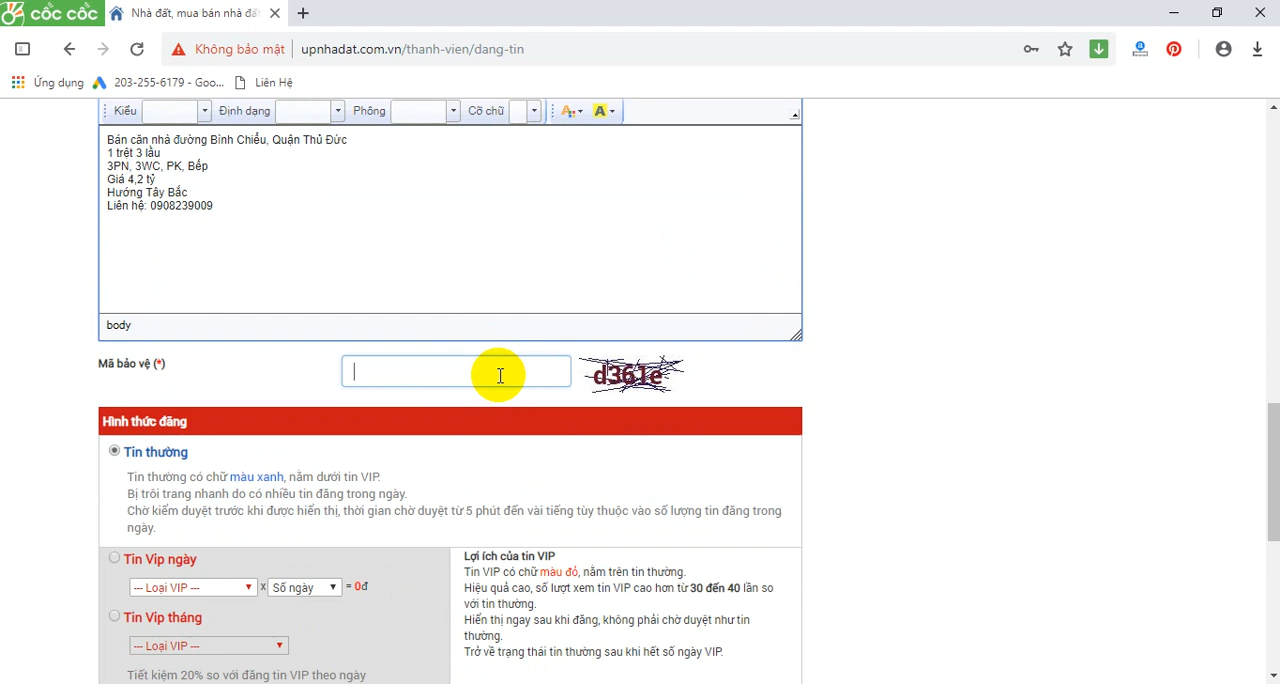 cốc cốc
Nhà đất, mua bán nhà đất
Không bảo mật
upnhadat.com.vn/thanh-vien/dang-tin
Ứng dụng
203-255-6179 - Goo...
Liên Hệ
Kiểu
Định dạng
Phông
Cỡ chữ
Bán căn nhà đường Bình Chiểu, Quận Thủ Đức
1 trệt 3 lầu
3PN, 3WC, PK, Bếp
Giá 4,2 tỷ
Hướng Tây Bắc
Liên hệ: 0908239009
body
Mã bảo vệ (*)
d361e
Hình thức đăng
Tin thường
Tin thường có chữ màu xanh, nằm dưới tin VIP.
Bị trôi trang nhanh do có nhiều tin đăng trong ngày.
Chờ kiểm duyệt trước khi được hiển thị, thời gian chờ duyệt từ 5 phút đến vài tiếng tùy thuộc vào số lượng tin đăng trong
ngày.
Tin Vip ngày
--- Loại VIP --- x Số ngày = 0đ
Tin Vip tháng
--- Loại VIP ---
Tiết kiệm 20% so với đăng tin VIP theo ngày
Lợi ích của tin VIP
Tin VIP có chữ màu đỏ, nằm trên tin thường.
Hiệu quả cao, số lượt xem tin VIP cao hơn từ 30 đến 40 lần so
với tin thường.
Hiển thị ngay sau khi đăng, không phải chờ duyệt như tin
thường.
Trở về trạng thái tin thường sau khi hết số ngày VIP.